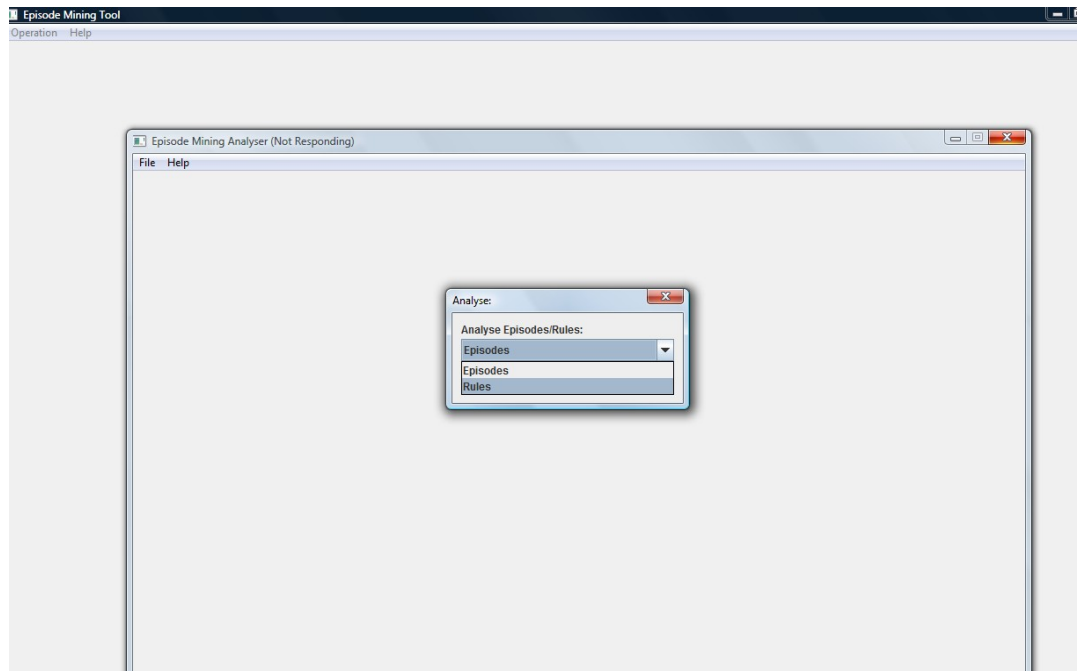 Episode Mining Tool
Operation Help
Episode Mining Analyser (Not Responding)
File Help
Analyse:
Analyse Episodes/Rules:
Episodes
Episodes
Rules